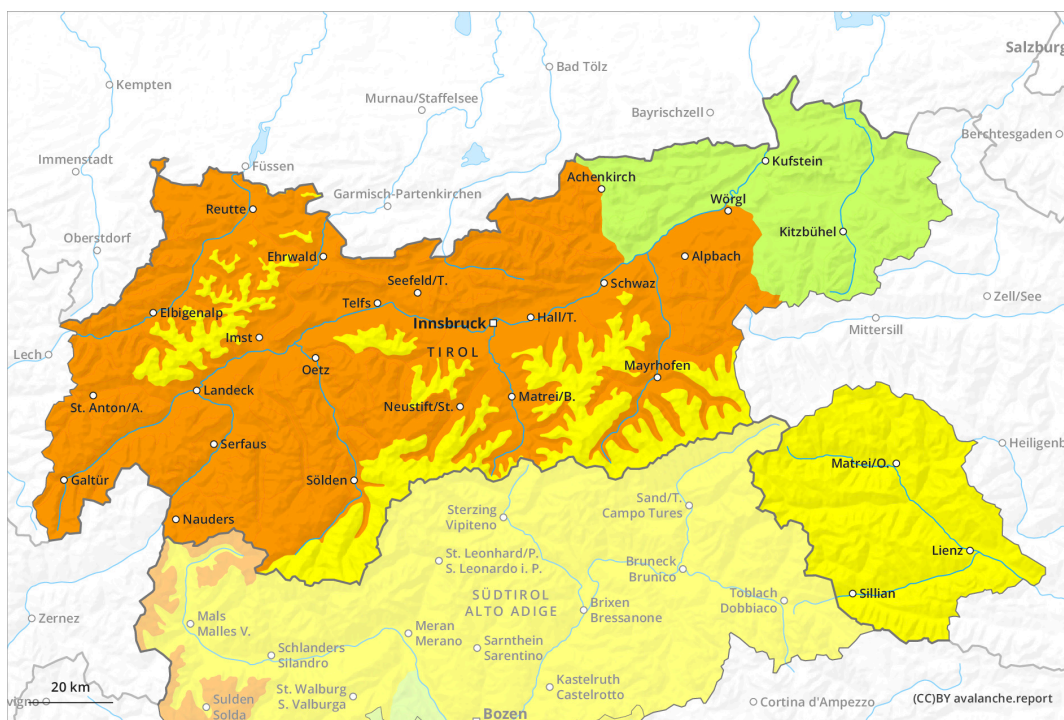 Salzburg
Bad Tölz
Kempten
Murnau/Staffelsee
Bayrischzell
Berchtesgaden
Immenstadt
Füssen
Kufstein
Achenkirch
Garmisch-Partenkirchen
Wörgl
Reutte
Oberstdorf
Kitzbühel
Ehrwald
Alpbach
Seefeld/T.
Schwaz
Zell/See
Telfs
Elbigenalp
Innsbruck
Hall/T.
Mittersill
Imst
Lech
TIROL
Mayrhofen
Oetz
Landeck
Matrei/B.
St. Anton/A.
Neustift/St.
Serfaus
Heiligenb
Matrei/O.
Galtür
Sölden
Sand/T.
Campo Tures
Sterzing
Vipiteno
Nauders
Lienz
St. Leonhard/P.
S. Leonardo i. P.
Bruneck
Brunico
SÜDTIROL
ALTO ADIGE
Sillian
Toblach
Dobbiaco
Brixen
Bressanone
Zernez
Mals
Malles V.
Meran
Merano
Sarnthein
Sarentino
Schlanders
Silandro
20 km
Kastelruth
Castelrotto
St. Walburg
S. Valburga
vigno
Sulden
Solda
Cortina d'Ampezzo
(CC)BY avalanche.report
Bozen